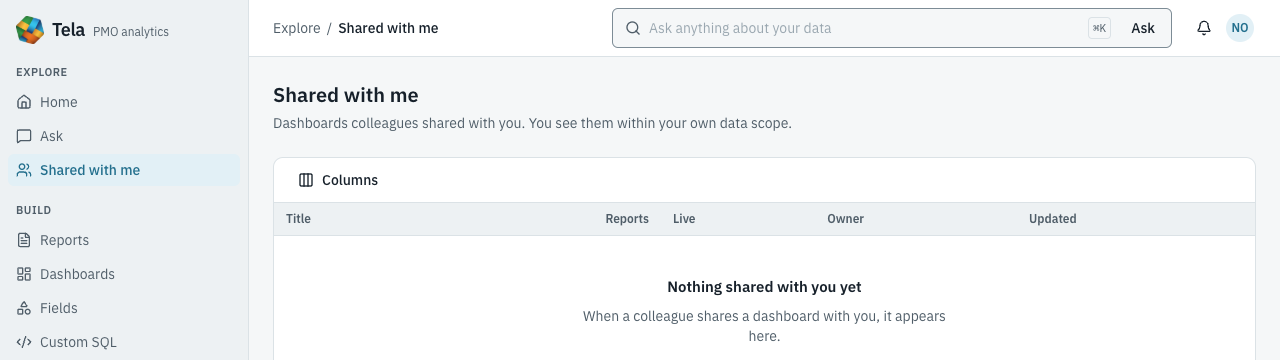 Tela PMO analytics
EXPLORE
Home
Ask
Shared with me
BUILD
Reports
Dashboards
Fields
Custom SQL
Explore / Shared with me
Ask anything about your data
⌘K
Ask
NO
Shared with me
Dashboards colleagues shared with you. You see them within your own data scope.
Columns
Title Reports Live Owner Updated
Nothing shared with you yet
When a colleague shares a dashboard with you, it appears
here.